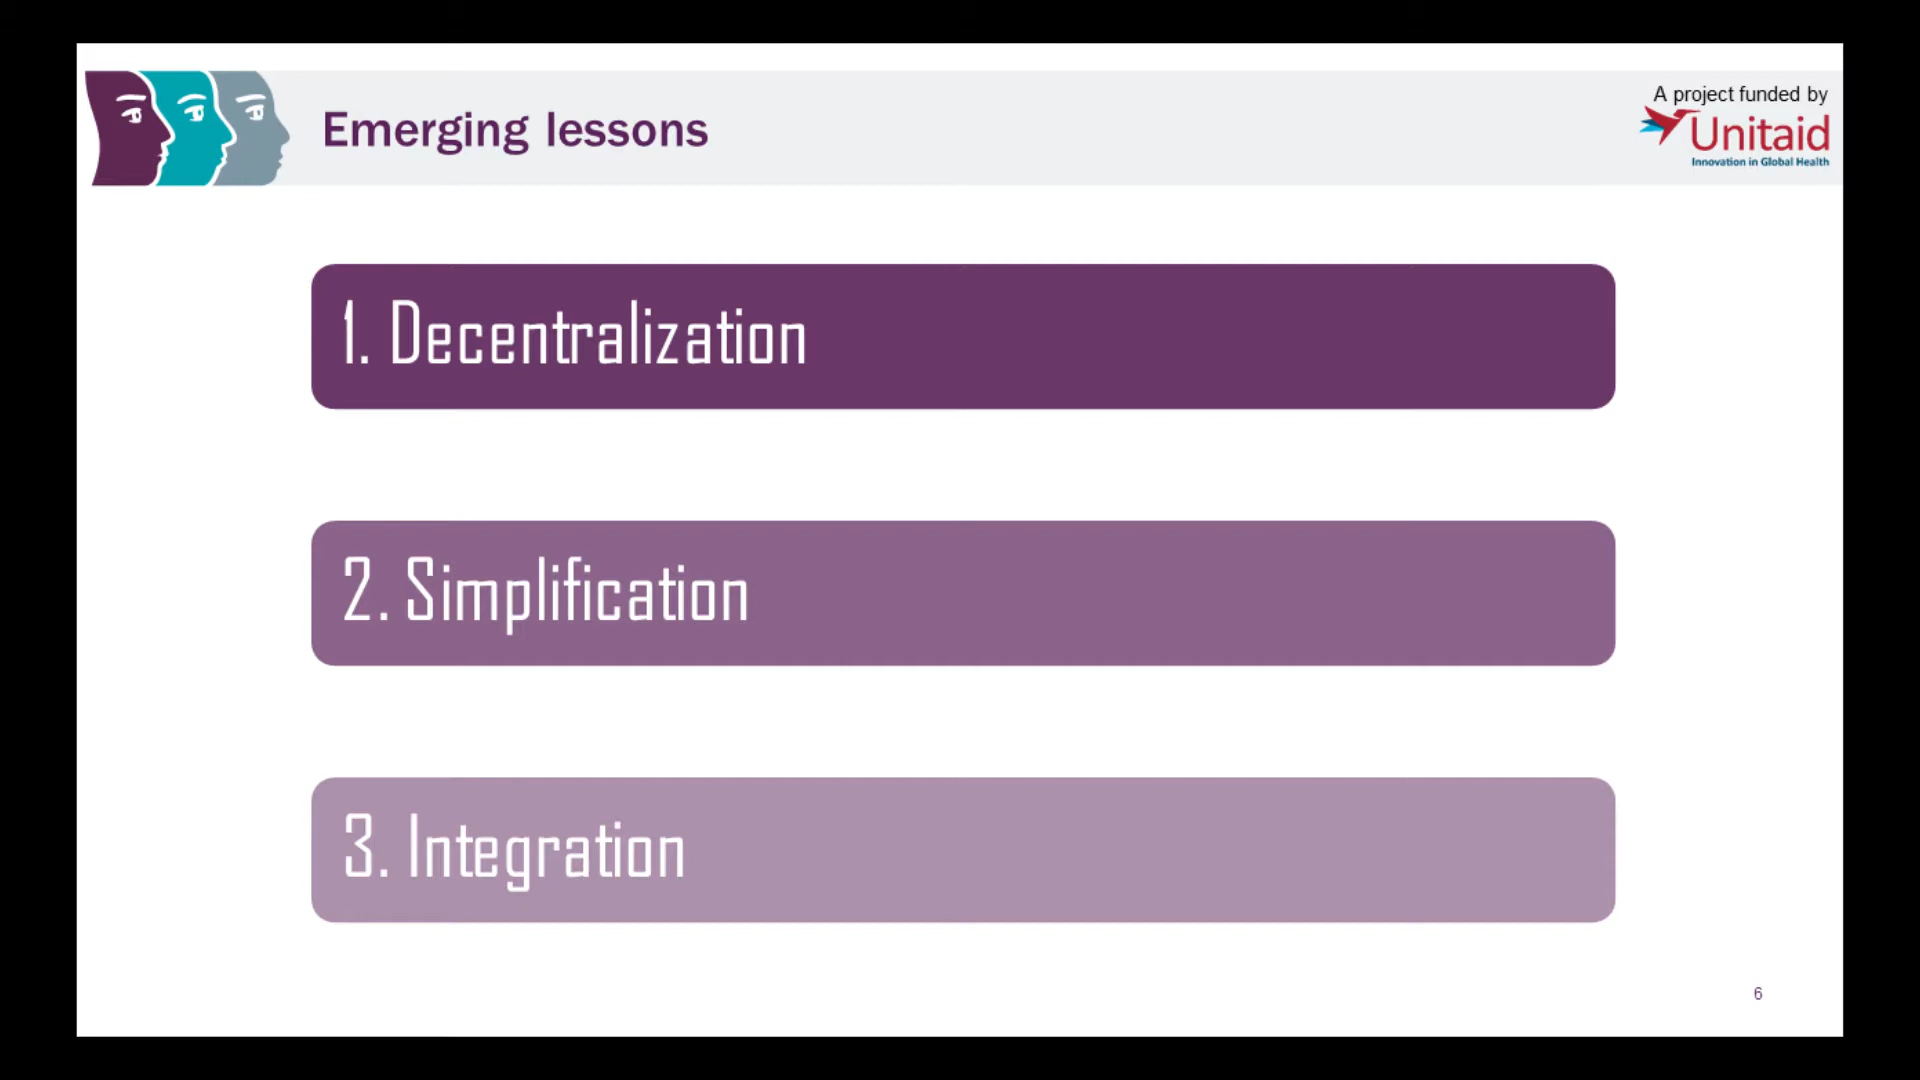 Emerging lessons
A project funded by
Unitaid
Innovation in Global Health
1. Decentralization
2. Simplification
3. Integration
6